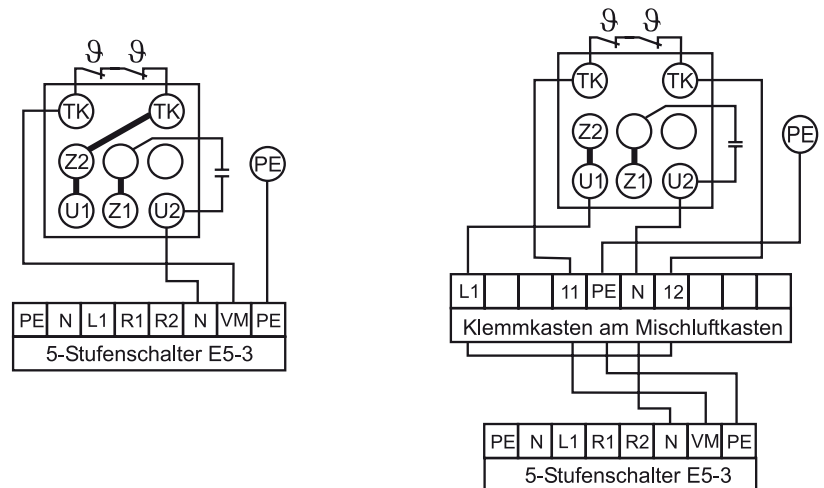 ϑ ϑ
TK TK
Z2
U1 Z1 U2
PE
PE N L1 R1 R2 N VM PE
5-Stufenschalter E5-3
ϑ ϑ
TK TK
Z2
U1 Z1 U2
PE
L1 11 PE N 12
Klemmkasten am Mischluftkasten
PE N L1 R1 R2 N VM PE
5-Stufenschalter E5-3